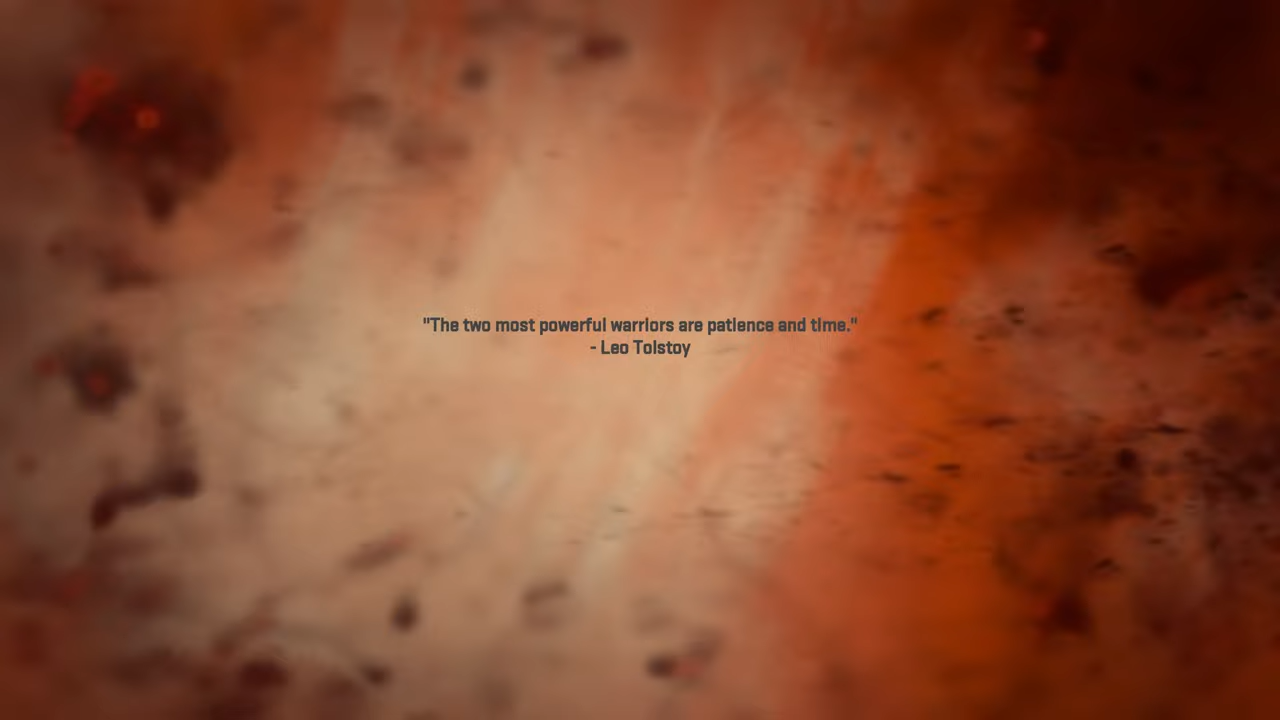 "The two most powerful warriors are patience and time."
- Leo Tolstoy